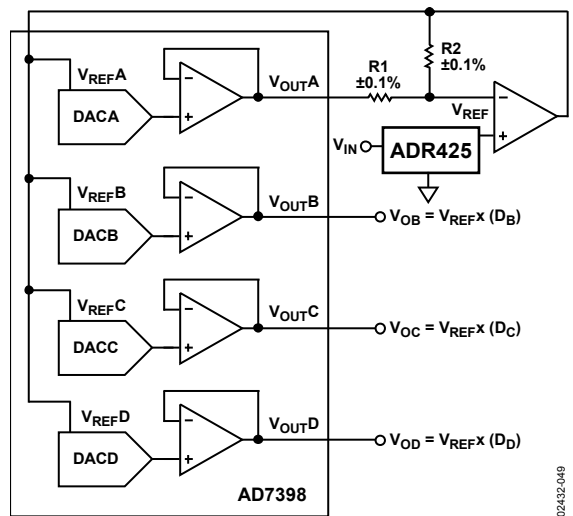 R2
±0.1%
R1
±0.1%
VREFA
VOUTA
DACA
−
+
VREF
−
+
VIN
ADR425
VREFB
VOUTB
DACB
−
+
VOB = VREF x (DB)
VREFC
VOUTC
DACC
−
+
VOC = VREF x (DC)
VREFD
VOUTD
DACD
−
+
VOD = VREF x (DD)
AD7398
02432-049